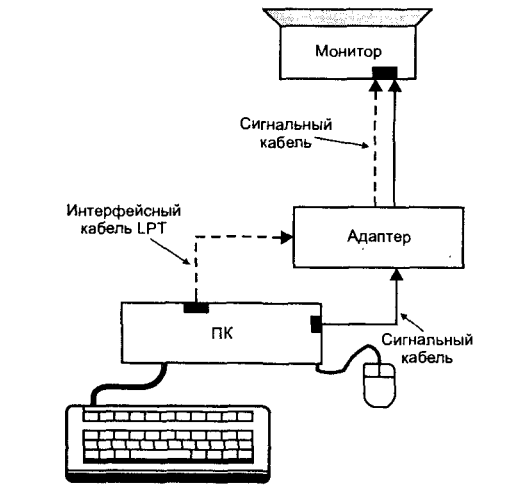 Монитор
Сигнальный
кабель
Интерфейсный
кабель LPT
Адаптер
ПК
Сигнальный
кабель